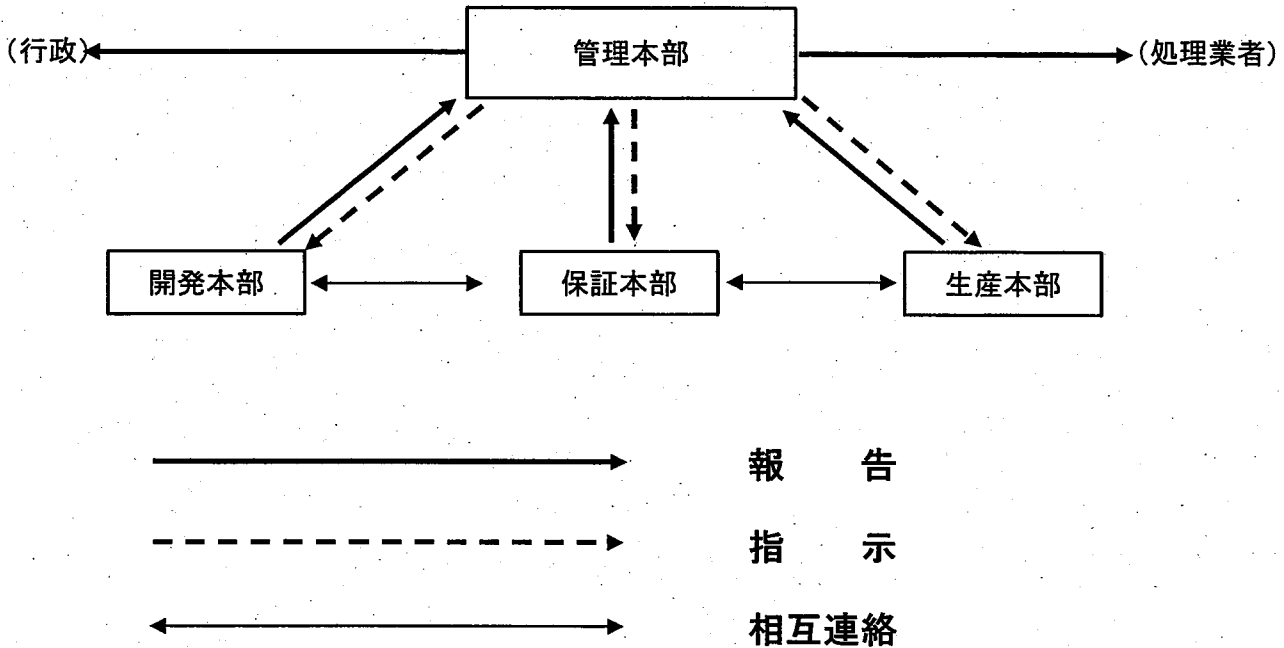 (行政)
管理本部
(処理業者)
開発本部
保証本部
生産本部
報 告
指 示
相互連絡